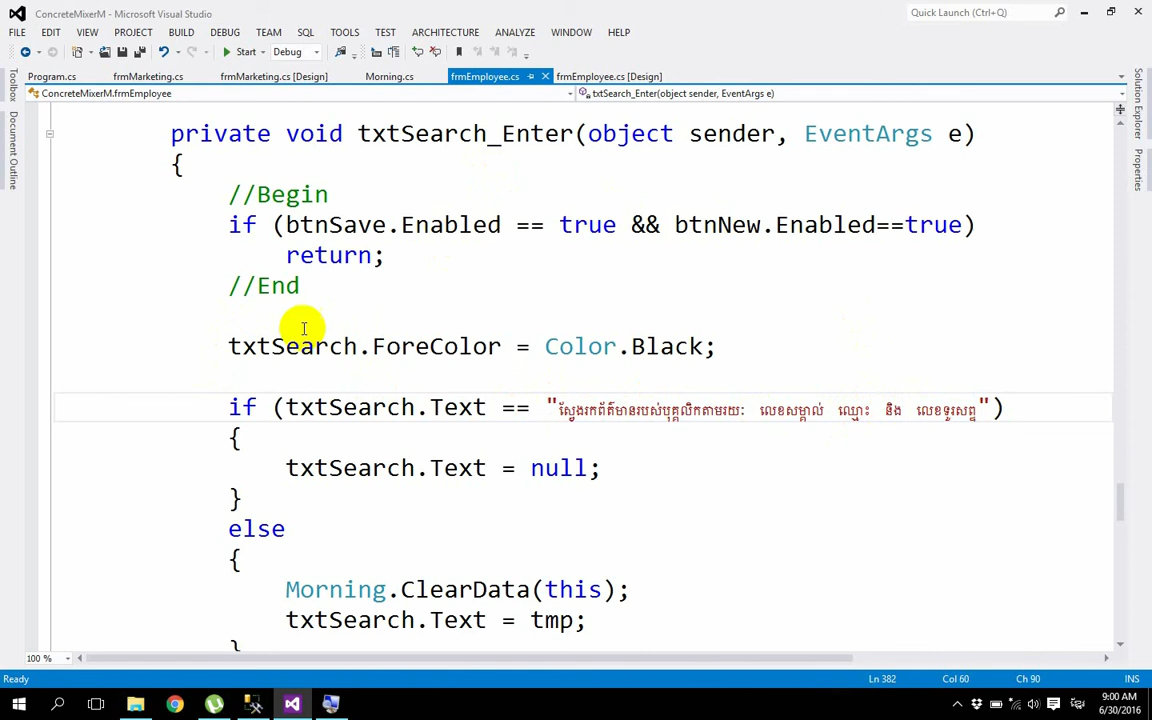 ConcreteMixerM - Microsoft Visual Studio
Quick Launch (Ctrl+Q)
FILE EDIT VIEW PROJECT BUILD DEBUG TEAM SQL TOOLS TEST ARCHITECTURE ANALYZE WINDOW HELP
Start Debug
Program.cs frmMarketing.cs frmMarketing.cs [Design] Morning.cs frmEmployee.cs frmEmployee.cs [Design]
ConcreteMixerM.frmEmployee txtSearch_Enter(object sender, EventArgs e)
Toolbox
Document Outline
Solution Explorer
Properties
private void txtSearch_Enter(object sender, EventArgs e)
{
//Begin
if (btnSave.Enabled == true && btnNew.Enabled==true)
return;
//End
txtSearch.ForeColor = Color.Black;
if (txtSearch.Text == "ស្វែងរកព័ត៌មានរបស់បុគ្គលិកតាមរយៈ លេខសម្គាល់ ឈ្មោះ និង លេខទូរសព្ទ")
{
txtSearch.Text = null;
}
else
{
Morning.ClearData(this);
txtSearch.Text = tmp;
}
100 %
Ready Ln 382 Col 60 Ch 90 INS
9:00 AM
6/30/2016